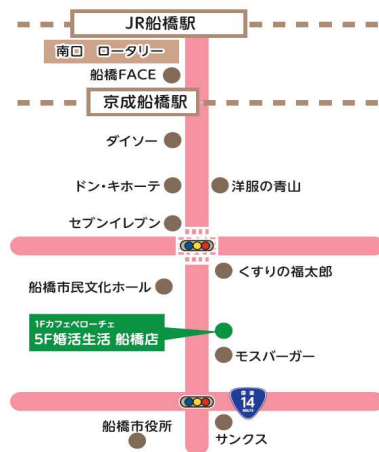 JR船橋駅
南口　ロータリー
船橋FACE
京成船橋駅
ダイソー
ドン・キホーテ
洋服の青山
セブンイレブン
くすりの福太郎
船橋市民文化ホール
1Fカフェベローチェ
5F婚活生活 船橋店
モスバーガー
国道
14
ROUTE
船橋市役所
サンクス